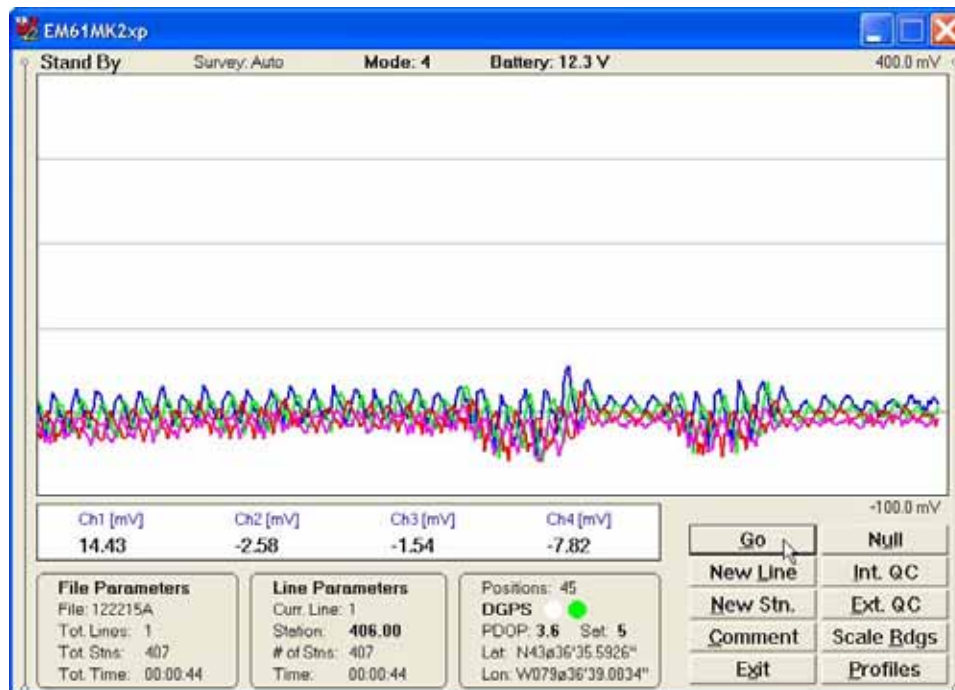 EM61MK2xp
Stand By Survey: Auto Mode: 4 Battery: 12.3 V 400.0 mV
-100.0 mV
Ch1 [mV] Ch2 [mV] Ch3 [mV] Ch4 [mV]
14.43 -2.58 -1.54 -7.82
Go Null
New Line Int. QC
New Stn. Ext. QC
Comment Scale Rdgs
Exit Profiles
File Parameters
File: 122215A
Tot. Lines: 1
Tot. Stns: 407
Tot. Time: 00:00:44
Line Parameters
Curr. Line: 1
Station: 406.00
# of Stns: 407
Time: 00:00:44
Positions: 45
DGPS
PDOP: 3.6 Sat: 5
Lat: N43ø36'35.5926"
Lon: W079ø36'39.0034"